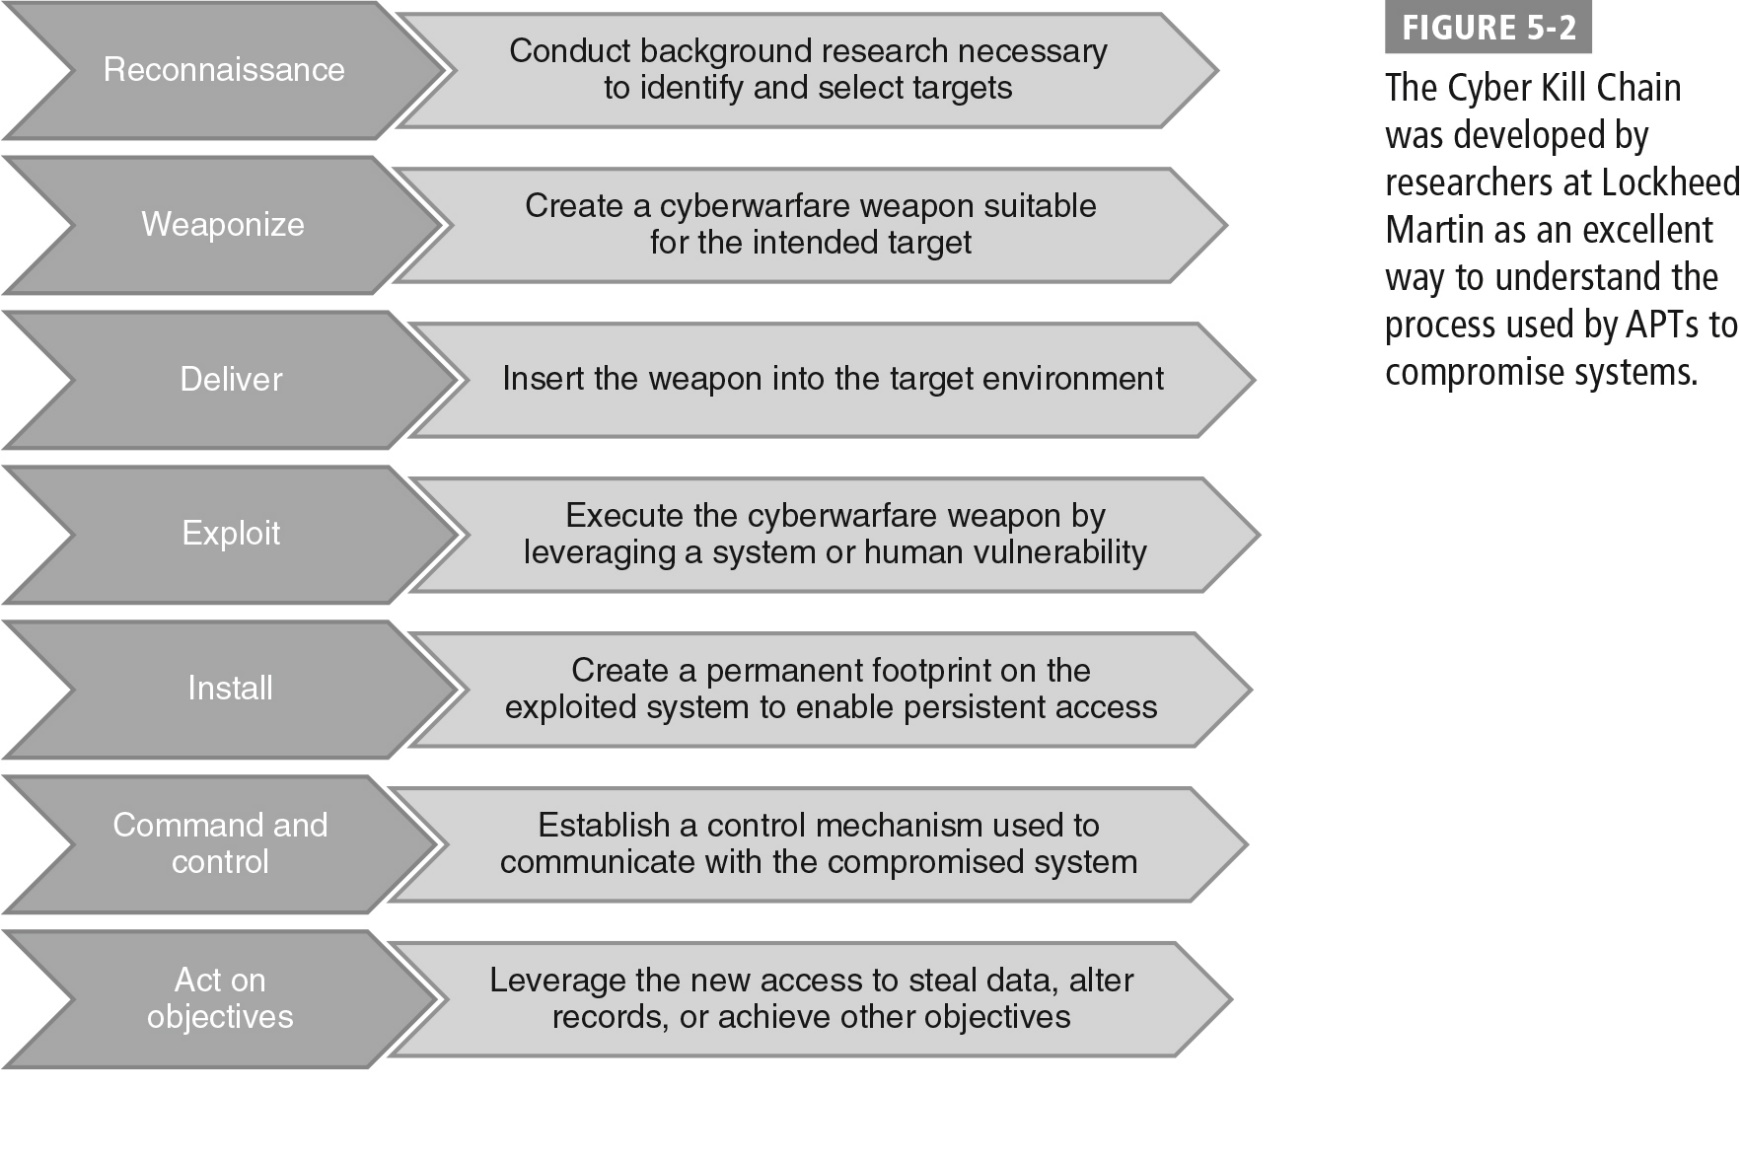 Reconnaissance
Conduct background research necessary
to identify and select targets
Weaponize
Create a cyberwarfare weapon suitable
for the intended target
Deliver
Insert the weapon into the target environment
Exploit
Execute the cyberwarfare weapon by
leveraging a system or human vulnerability
Install
Create a permanent footprint on the
exploited system to enable persistent access
Command and
control
Establish a control mechanism used to
communicate with the compromised system
Act on
objectives
Leverage the new access to steal data, alter
records, or achieve other objectives
FIGURE 5-2
The Cyber Kill Chain
was developed by
researchers at Lockheed
Martin as an excellent
way to understand the
process used by APTs to
compromise systems.